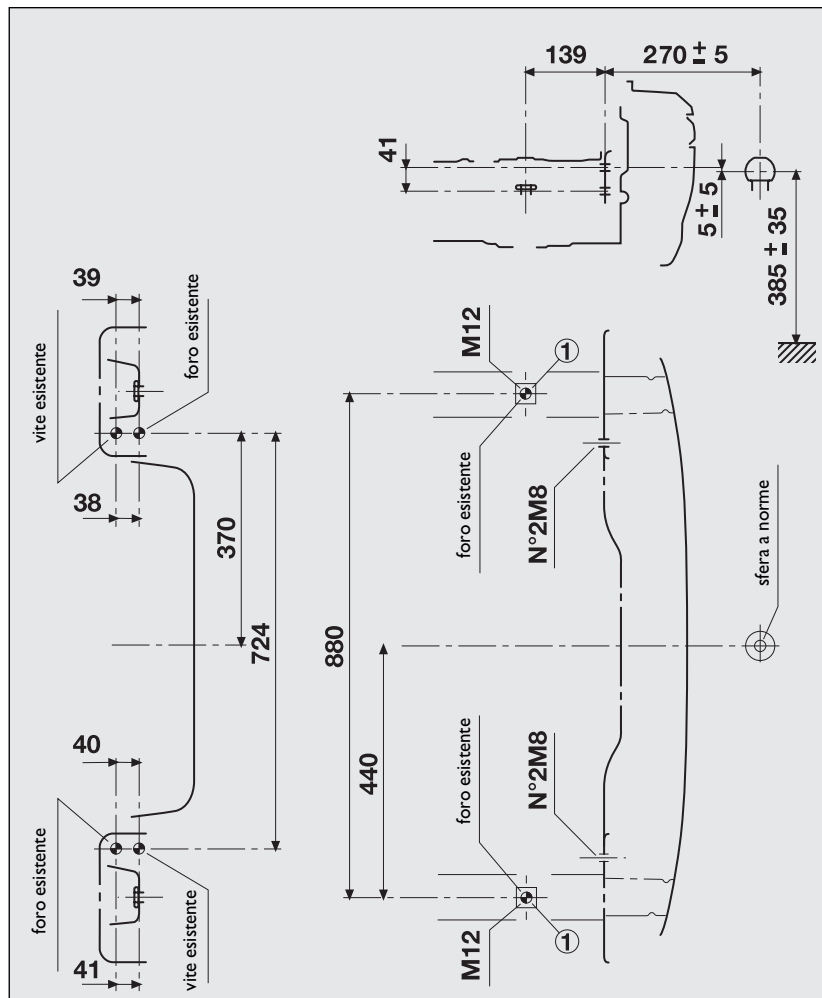 139
270 ± 5
41
5 ± 5
385 ± 35
39
vite esistente
foro esistente
38
370
724
40
foro esistente
vite esistente
41
M12
1
foro esistente
N°2M8
880
440
sfera a norme
foro esistente
N°2M8
M12
1